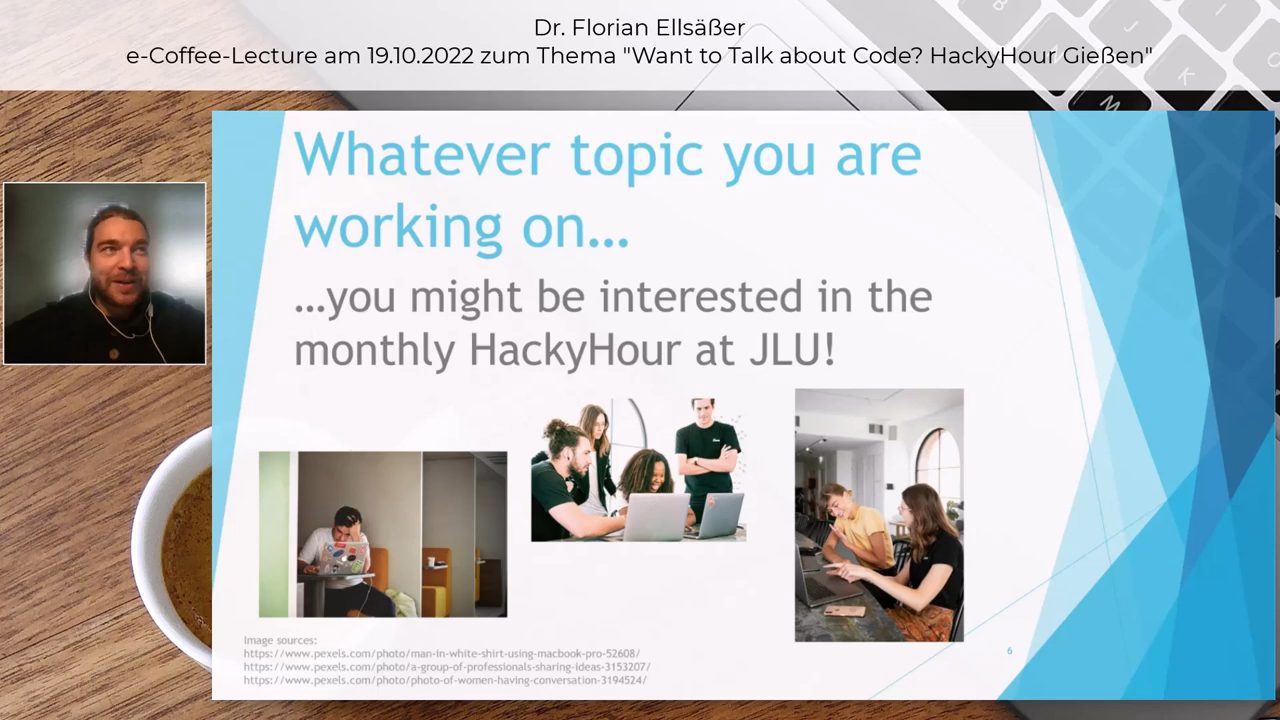 Dr. Florian Ellsäßer
e-Coffee-Lecture am 19.10.2022 zum Thema "Want to Talk about Code? HackyHour Gießen"
Whatever topic you are
working on...
...you might be interested in the
monthly HackyHour at JLU!
Image sources:
https://www.pexels.com/photo/man-in-white-shirt-using-macbook-pro-52608/
https://www.pexels.com/photo/a-group-of-professionals-sharing-ideas-3153207/
https://www.pexels.com/photo/photo-of-women-having-conversation-3194524/
6